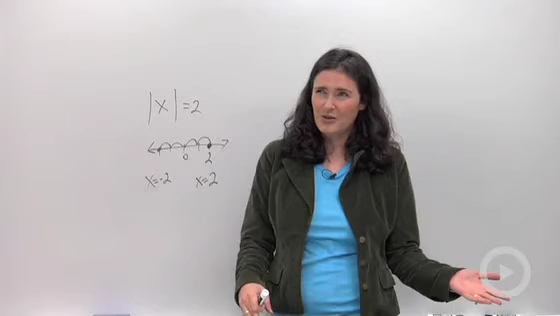 |x| = 2
0 2
x=-2 x=2